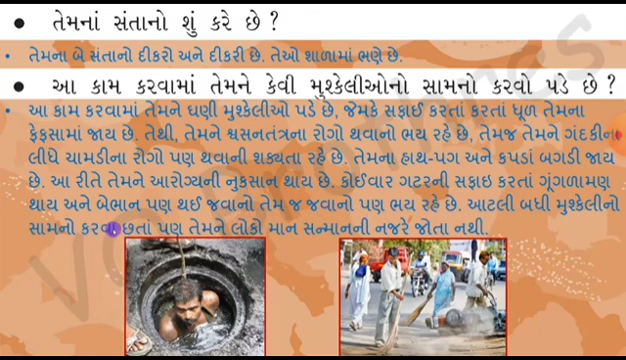 • તેમનાં સંતાનો શું કરે છે ?
• તેમના બે સંતાનો દીકરો અને દીકરી છે. તેઓ શાળામાં ભણે છે.
• આ કામ કરવામાં તેમને કેવી મુશ્કેલીઓનો સામનો કરવો પડે છે ?
• આ કામ કરવામાં તેમને ઘણી મુશ્કેલીઓ પડે છે, જેમકે સફાઈ કરતાં કરતાં ધૂળ તેમના
ફેફસામાં જાય છે. તેથી, તેમને શ્વસનતંત્રના રોગો થવાનો ભય રહે છે, તેમજ તેમને ગંદકીના
લીધે ચામડીના રોગો પણ થવાની શક્યતા રહે છે. તેમના હાથ-પગ અને કપડાં બગડી જાય
છે. આ રીતે તેમને આરોગ્યની નુકસાન થાય છે. કોઈવાર ગટરની સફાઇ કરતાં ગૂંગળામણ
થાય અને બેભાન પણ થઈ જવાનો તેમ જ જવાનો પણ ભય રહે છે. આટલી બધી મુશ્કેલીનો
સામનો કરવા છતાં પણ તેમને લોકો માન સન્માનની નજરે જોતા નથી.